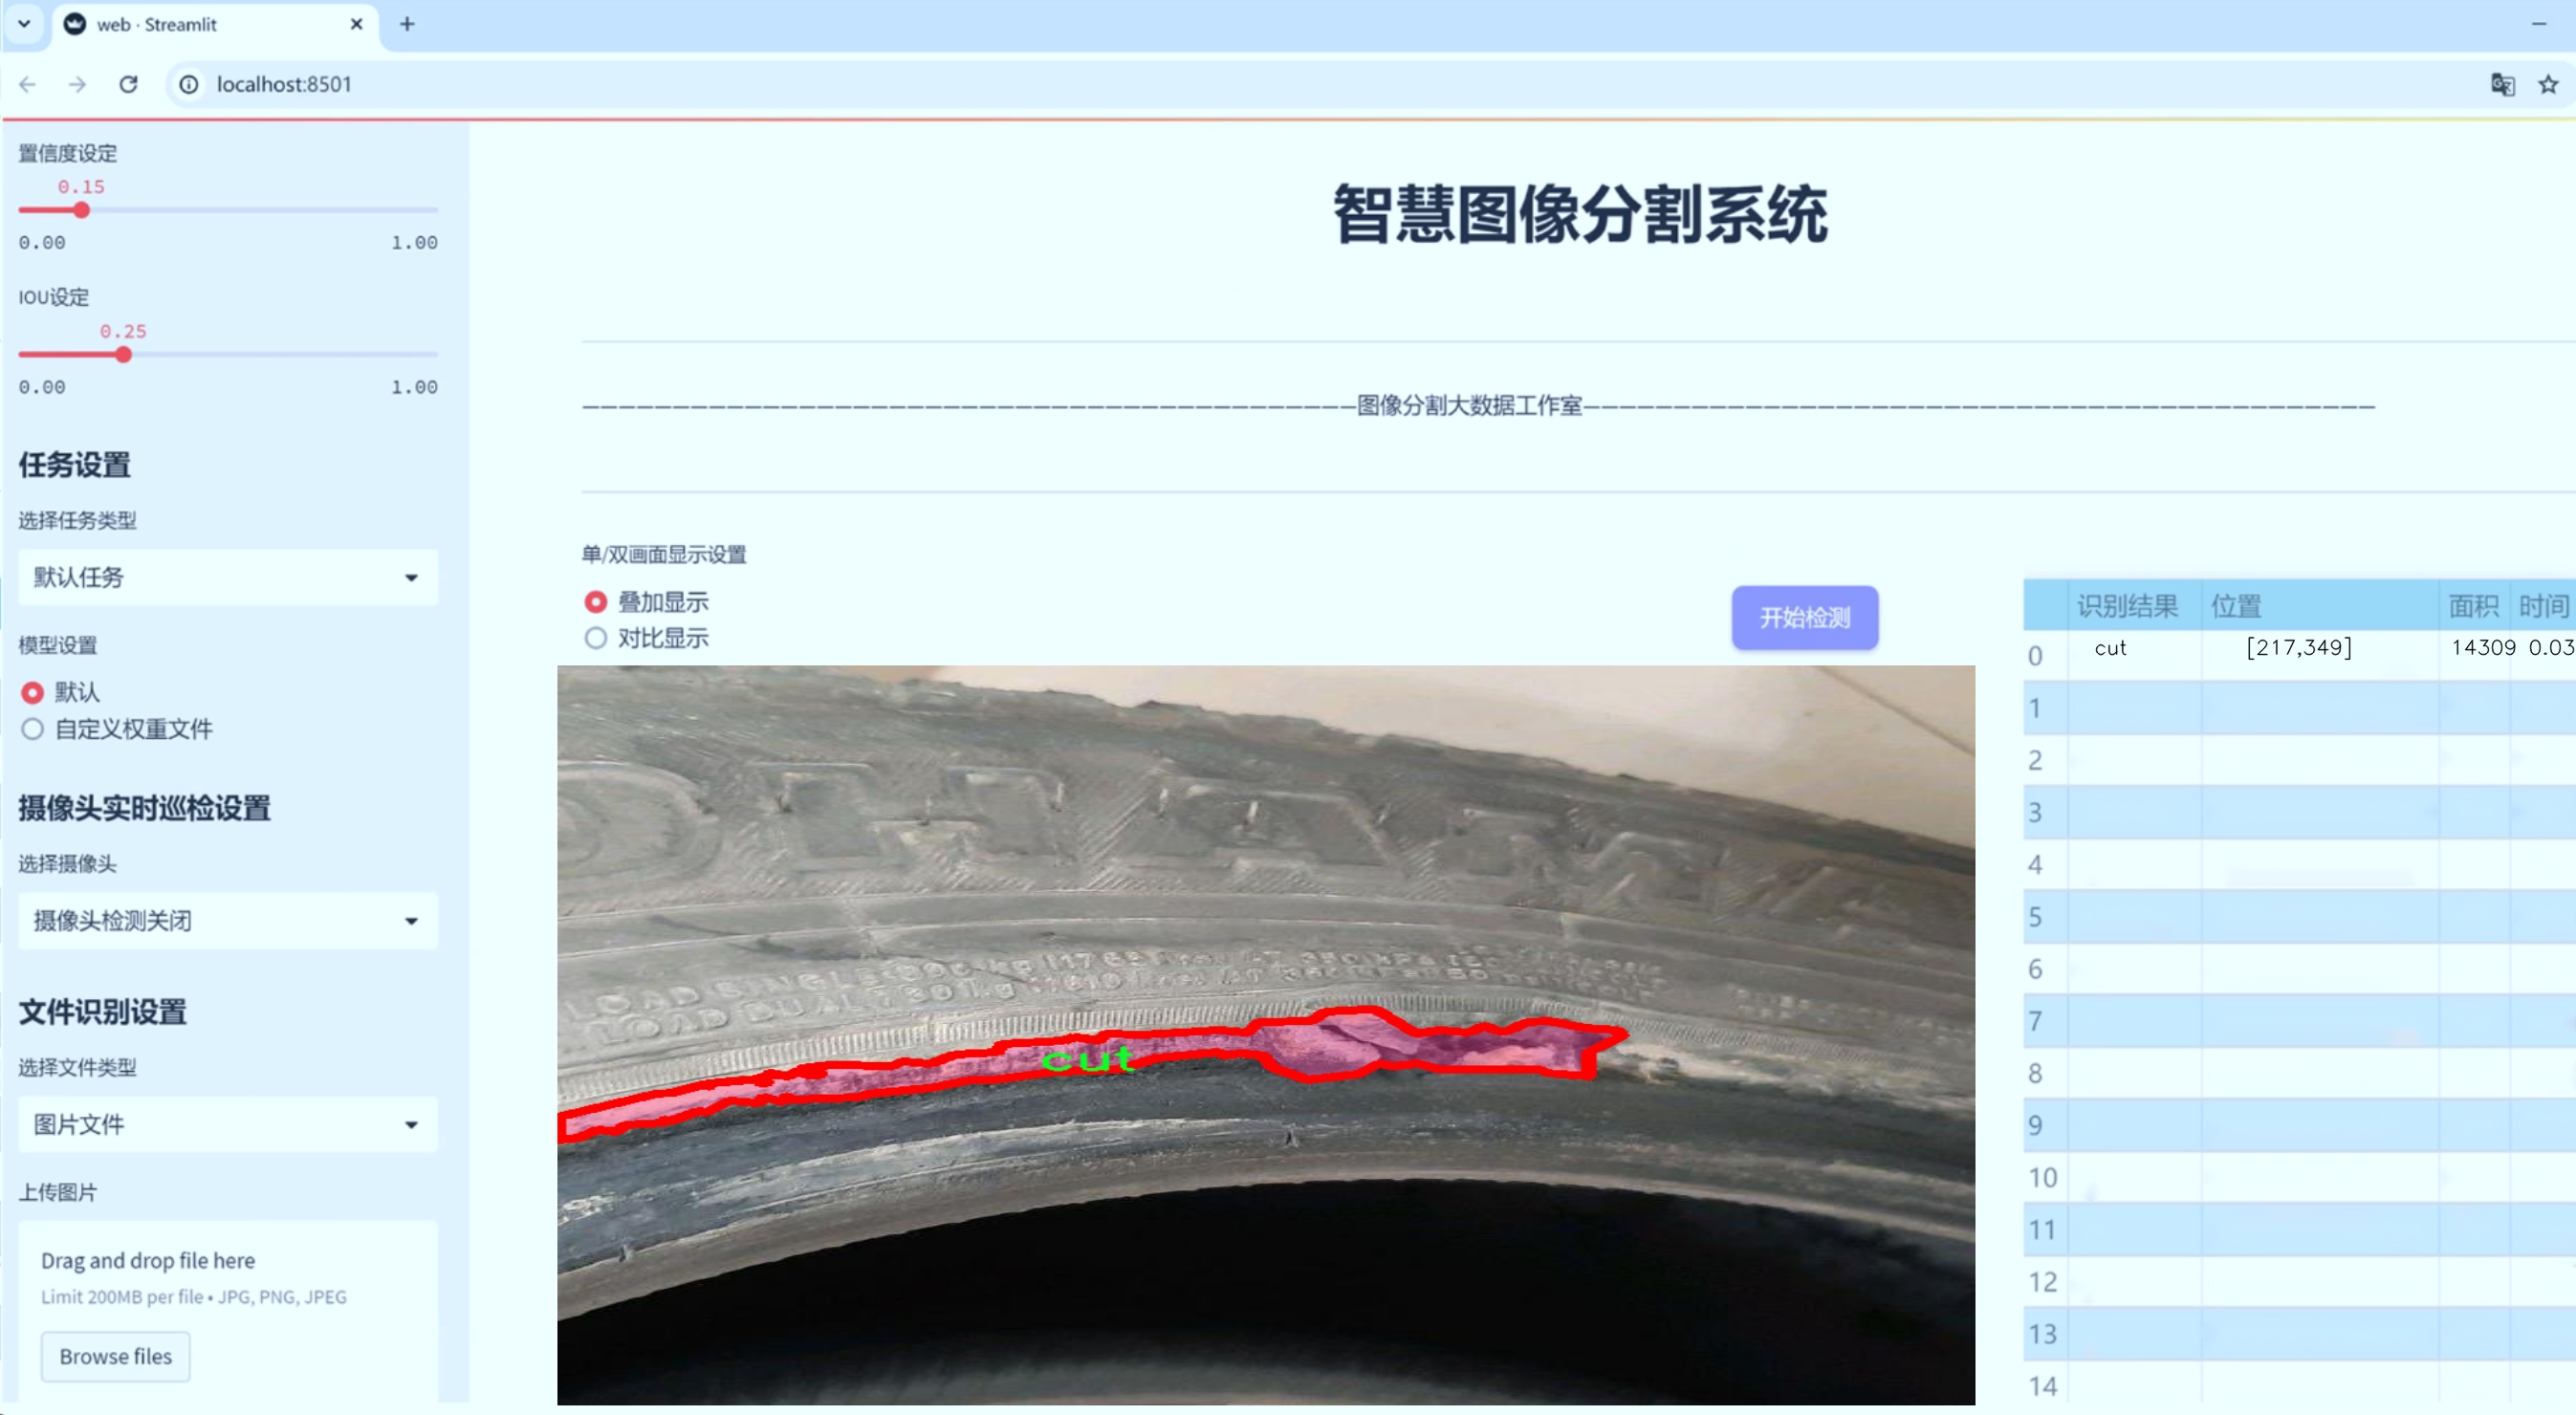 web · Streamlit
localhost:8501
置信度设定
0.15
0.00 1.00
IOU设定
0.25
0.00 1.00
任务设置
选择任务类型
默认任务
模型设置
默认
自定义权重文件
摄像头实时巡检设置
选择摄像头
摄像头检测关闭
文件识别设置
选择文件类型
图片文件
上传图片
Drag and drop file here
Limit 200MB per file • JPG, PNG, JPEG
Browse files
智慧图像分割系统
图像分割大数据工作室
单/双画面显示设置
叠加显示
对比显示
开始检测
LOAD SINGLE
LOAD DUAL
cut
识别结果 位置 面积 时间
0 cut [217,349] 14309 0.03
1
2
3
4
5
6
7
8
9
10
11
12
13
14